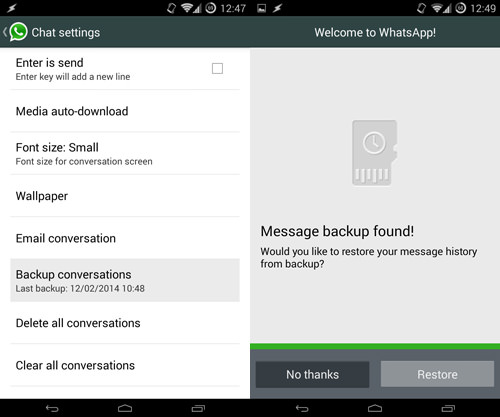 12:47
Chat settings
Enter is send
Enter key will add a new line
Media auto-download
Font size: Small
Font size for conversation screen
Wallpaper
Email conversation
Backup conversations
Last backup: 12/02/2014 10:48
Delete all conversations
Clear all conversations
12:49
Welcome to WhatsApp!
Message backup found!
Would you like to restore your message history
from backup?
No thanks
Restore